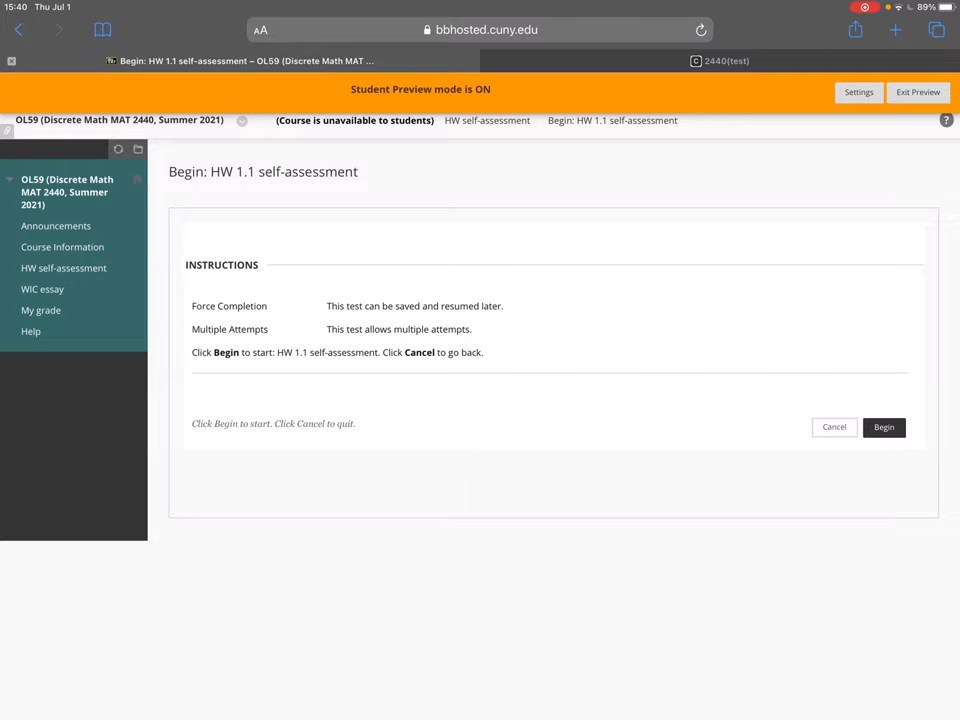 15:40 Thu Jul 1
89%
AA
bbhosted.cuny.edu
Begin: HW 1.1 self-assessment – OL59 (Discrete Math MAT ...
2440(test)
Student Preview mode is ON
Settings
Exit Preview
OL59 (Discrete Math MAT 2440, Summer 2021)
(Course is unavailable to students)
HW self-assessment
Begin: HW 1.1 self-assessment
?
OL59 (Discrete Math
MAT 2440, Summer
2021)
Announcements
Course Information
HW self-assessment
WIC essay
My grade
Help
Begin: HW 1.1 self-assessment
INSTRUCTIONS
Force Completion This test can be saved and resumed later.
Multiple Attempts This test allows multiple attempts.
Click Begin to start: HW 1.1 self-assessment. Click Cancel to go back.
Click Begin to start. Click Cancel to quit.
Cancel
Begin